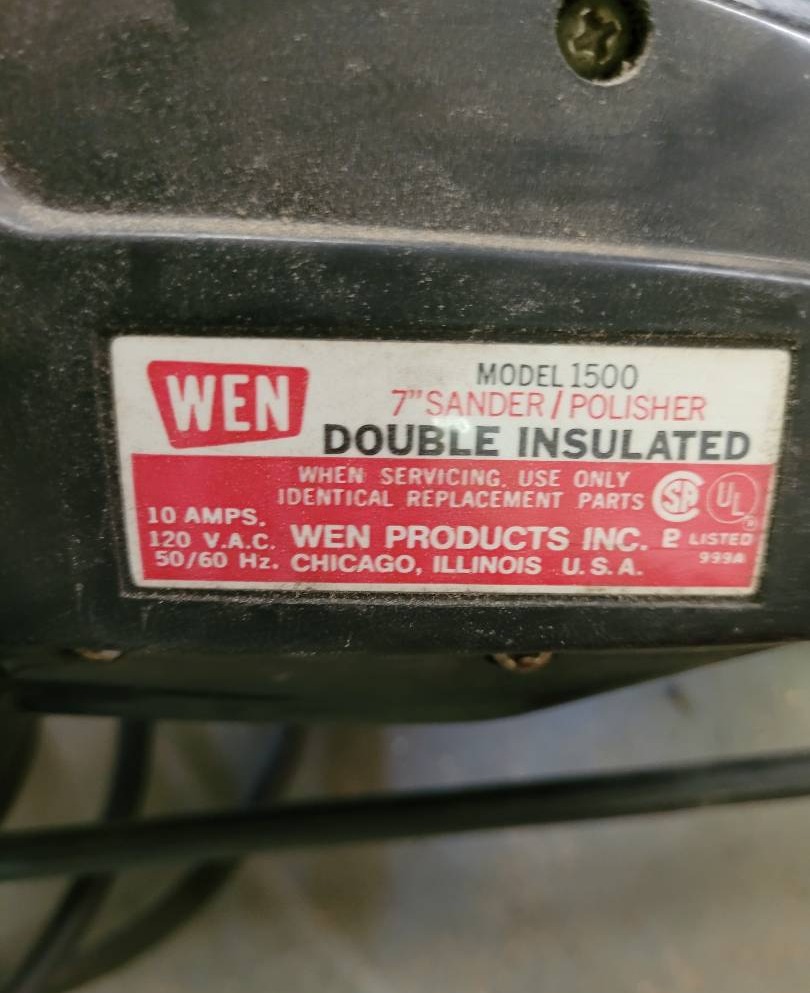 WEN
MODEL 1500
7" SANDER / POLISHER
DOUBLE INSULATED
WHEN SERVICING, USE ONLY
IDENTICAL REPLACEMENT PARTS
SA
UL
10 AMPS.
120 V.A.C.
50/60 Hz.
WEN PRODUCTS INC.
CHICAGO, ILLINOIS U.S.A.
LISTED
999A